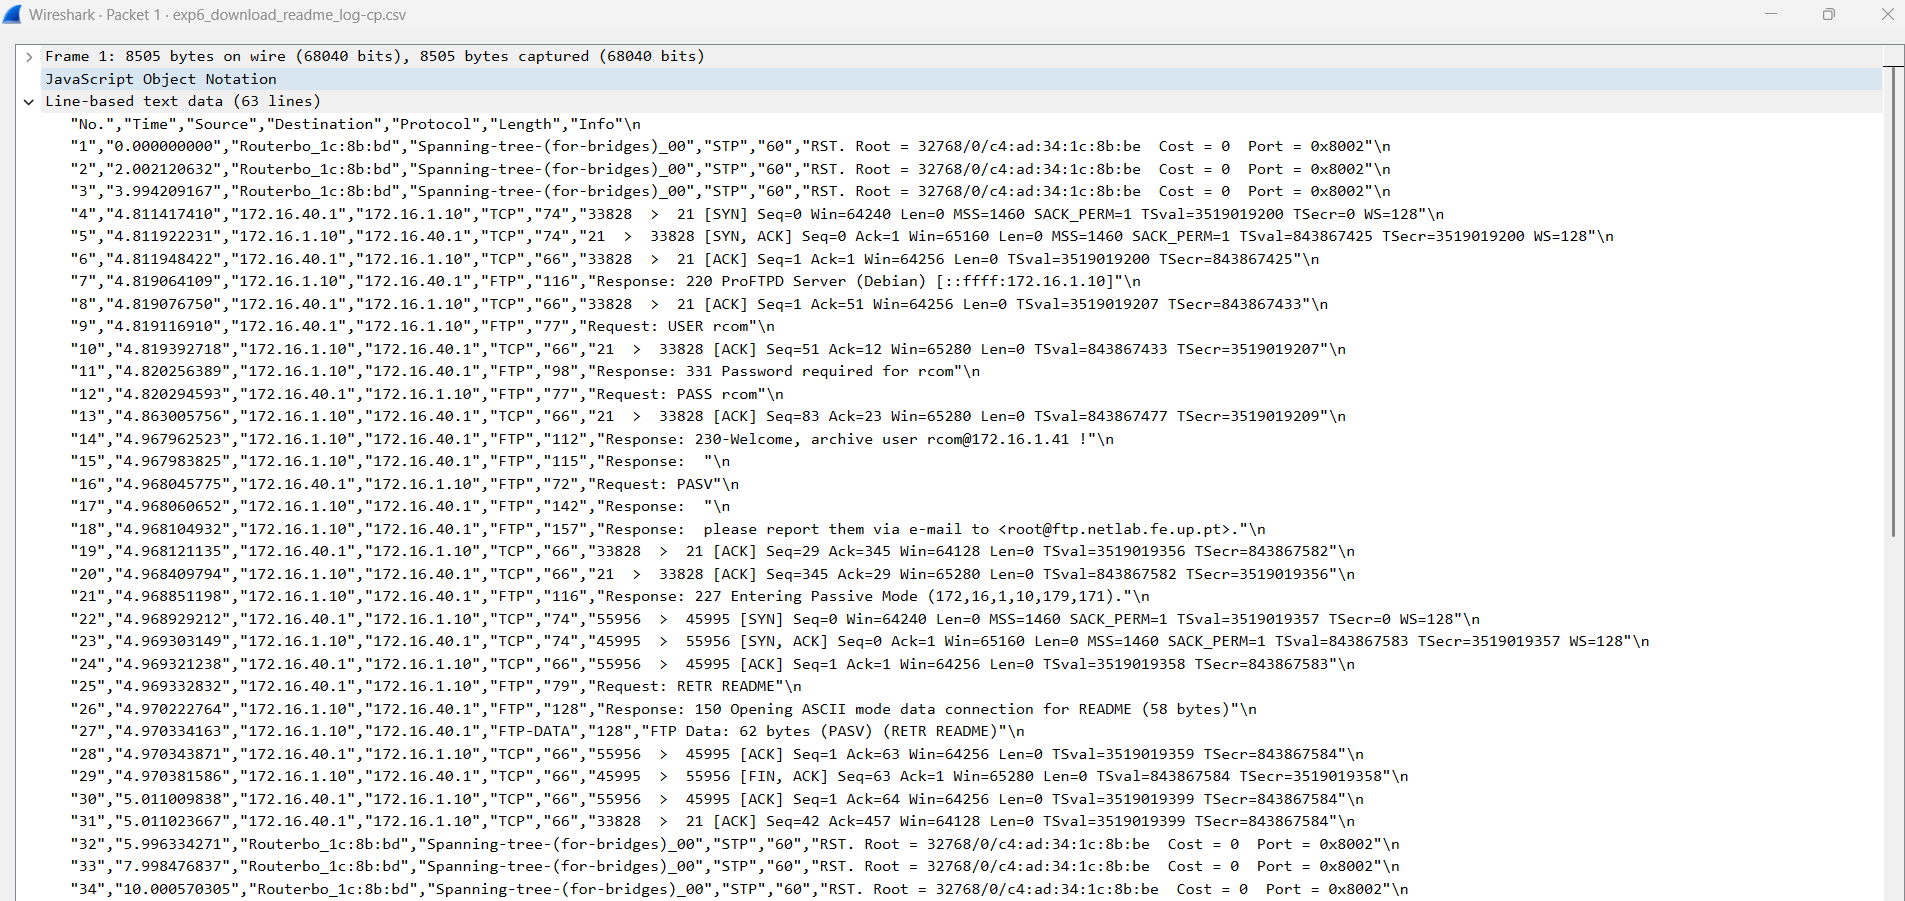 Wireshark · Packet 1 · exp6_download_readme_log-cp.csv
Frame 1: 8505 bytes on wire (68040 bits), 8505 bytes captured (68040 bits)
JavaScript Object Notation
Line-based text data (63 lines)
"No.","Time","Source","Destination","Protocol","Length","Info"\n
"1","0.000000000","Routerbo_1c:8b:bd","Spanning-tree-(for-bridges)_00","STP","60","RST. Root = 32768/0/c4:ad:34:1c:8b:be  Cost = 0  Port = 0x8002"\n
"2","2.002120632","Routerbo_1c:8b:bd","Spanning-tree-(for-bridges)_00","STP","60","RST. Root = 32768/0/c4:ad:34:1c:8b:be  Cost = 0  Port = 0x8002"\n
"3","3.994209167","Routerbo_1c:8b:bd","Spanning-tree-(for-bridges)_00","STP","60","RST. Root = 32768/0/c4:ad:34:1c:8b:be  Cost = 0  Port = 0x8002"\n
"4","4.811417410","172.16.40.1","172.16.1.10","TCP","74","33828  >  21 [SYN] Seq=0 Win=64240 Len=0 MSS=1460 SACK_PERM=1 TSval=3519019200 TSecr=0 WS=128"\n
"5","4.811922231","172.16.1.10","172.16.40.1","TCP","74","21  >  33828 [SYN, ACK] Seq=0 Ack=1 Win=65160 Len=0 MSS=1460 SACK_PERM=1 TSval=843867425 TSecr=3519019200 WS=128"\n
"6","4.811948422","172.16.40.1","172.16.1.10","TCP","66","33828  >  21 [ACK] Seq=1 Ack=1 Win=64256 Len=0 TSval=3519019200 TSecr=843867425"\n
"7","4.819064109","172.16.1.10","172.16.40.1","FTP","116","Response: 220 ProFTPD Server (Debian) [::ffff:172.16.1.10]"\n
"8","4.819076750","172.16.40.1","172.16.1.10","TCP","66","33828  >  21 [ACK] Seq=1 Ack=51 Win=64256 Len=0 TSval=3519019207 TSecr=843867433"\n
"9","4.819116910","172.16.40.1","172.16.1.10","FTP","77","Request: USER rcom"\n
"10","4.819392718","172.16.1.10","172.16.40.1","TCP","66","21  >  33828 [ACK] Seq=51 Ack=12 Win=65280 Len=0 TSval=843867433 TSecr=3519019207"\n
"11","4.820256389","172.16.1.10","172.16.40.1","FTP","98","Response: 331 Password required for rcom"\n
"12","4.820294593","172.16.40.1","172.16.1.10","FTP","77","Request: PASS rcom"\n
"13","4.863005756","172.16.1.10","172.16.40.1","TCP","66","21  >  33828 [ACK] Seq=83 Ack=23 Win=65280 Len=0 TSval=843867477 TSecr=3519019209"\n
"14","4.967962523","172.16.1.10","172.16.40.1","FTP","112","Response: 230-Welcome, archive user rcom@172.16.1.41 !"\n
"15","4.967983825","172.16.1.10","172.16.40.1","FTP","115","Response:  "\n
"16","4.968045775","172.16.40.1","172.16.1.10","FTP","72","Request: PASV"\n
"17","4.968060652","172.16.1.10","172.16.40.1","FTP","142","Response:  "\n
"18","4.968104932","172.16.1.10","172.16.40.1","FTP","157","Response:  please report them via e-mail to <root@ftp.netlab.fe.up.pt>."\n
"19","4.968121135","172.16.40.1","172.16.1.10","TCP","66","33828  >  21 [ACK] Seq=29 Ack=345 Win=64128 Len=0 TSval=3519019356 TSecr=843867582"\n
"20","4.968409794","172.16.1.10","172.16.40.1","TCP","66","21  >  33828 [ACK] Seq=345 Ack=29 Win=65280 Len=0 TSval=843867582 TSecr=3519019356"\n
"21","4.968851198","172.16.1.10","172.16.40.1","FTP","116","Response: 227 Entering Passive Mode (172,16,1,10,179,171)."\n
"22","4.968929212","172.16.40.1","172.16.1.10","TCP","74","55956  >  45995 [SYN] Seq=0 Win=64240 Len=0 MSS=1460 SACK_PERM=1 TSval=3519019357 TSecr=0 WS=128"\n
"23","4.969303149","172.16.1.10","172.16.40.1","TCP","74","45995  >  55956 [SYN, ACK] Seq=0 Ack=1 Win=65160 Len=0 MSS=1460 SACK_PERM=1 TSval=843867583 TSecr=3519019357 WS=128"\n
"24","4.969321238","172.16.40.1","172.16.1.10","TCP","66","55956  >  45995 [ACK] Seq=1 Ack=1 Win=64256 Len=0 TSval=3519019358 TSecr=843867583"\n
"25","4.969332832","172.16.40.1","172.16.1.10","FTP","79","Request: RETR README"\n
"26","4.970222764","172.16.1.10","172.16.40.1","FTP","128","Response: 150 Opening ASCII mode data connection for README (58 bytes)"\n
"27","4.970334163","172.16.1.10","172.16.40.1","FTP-DATA","128","FTP Data: 62 bytes (PASV) (RETR README)"\n
"28","4.970343871","172.16.40.1","172.16.1.10","TCP","66","55956  >  45995 [ACK] Seq=1 Ack=63 Win=64256 Len=0 TSval=3519019359 TSecr=843867584"\n
"29","4.970381586","172.16.1.10","172.16.40.1","TCP","66","45995  >  55956 [FIN, ACK] Seq=63 Ack=1 Win=65280 Len=0 TSval=843867584 TSecr=3519019358"\n
"30","5.011009838","172.16.40.1","172.16.1.10","TCP","66","55956  >  45995 [ACK] Seq=1 Ack=64 Win=64256 Len=0 TSval=3519019399 TSecr=843867584"\n
"31","5.011023667","172.16.40.1","172.16.1.10","TCP","66","33828  >  21 [ACK] Seq=42 Ack=457 Win=64128 Len=0 TSval=3519019399 TSecr=843867584"\n
"32","5.996334271","Routerbo_1c:8b:bd","Spanning-tree-(for-bridges)_00","STP","60","RST. Root = 32768/0/c4:ad:34:1c:8b:be  Cost = 0  Port = 0x8002"\n
"33","7.998476837","Routerbo_1c:8b:bd","Spanning-tree-(for-bridges)_00","STP","60","RST. Root = 32768/0/c4:ad:34:1c:8b:be  Cost = 0  Port = 0x8002"\n
"34","10.000570305","Routerbo_1c:8b:bd","Spanning-tree-(for-bridges)_00","STP","60","RST. Root = 32768/0/c4:ad:34:1c:8b:be  Cost = 0  Port = 0x8002"\n